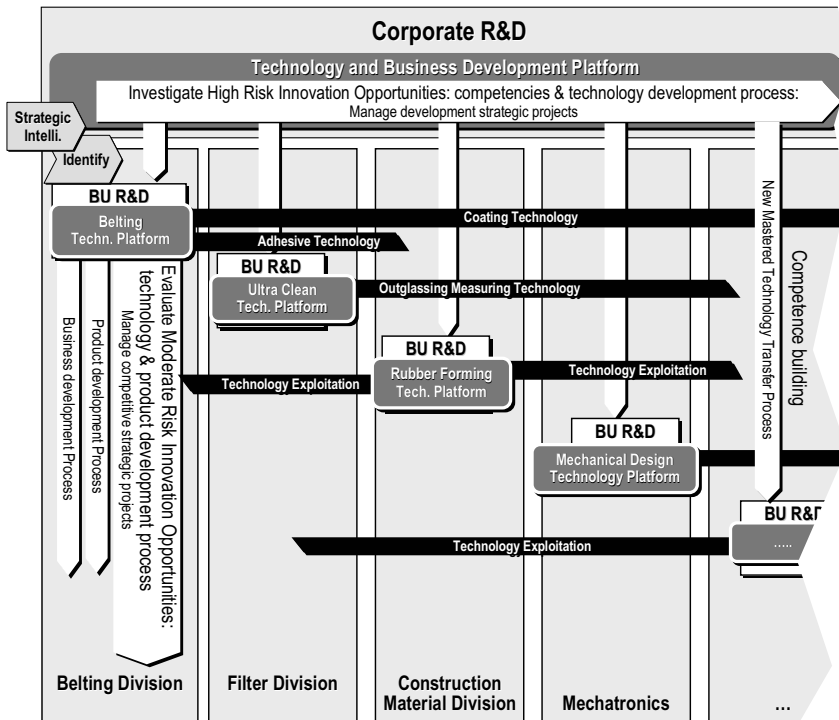 Corporate R&D
Technology and Business Development Platform
Investigate High Risk Innovation Opportunities: competencies & technology development process:
Manage development strategic projects
Strategic
Intelli.
Identify
BU R&D
Belting
Techn. Platform
Coating Technology
Adhesive Technology
BU R&D
Ultra Clean
Tech. Platform
Outglassing Measuring Technology
BU R&D
Rubber Forming
Tech. Platform
Technology Exploitation
Technology Exploitation
BU R&D
Mechanical Design
Technology Platform
BU R&D
.....
Technology Exploitation
Business development Process
Product development Process
Evaluate Moderate Risk Innovation Opportunities:
technology & product development process
Manage competitive strategic projects
New Mastered Technology Transfer Process
Competence building
Belting Division
Filter Division
Construction
Material Division
Mechatronics
...